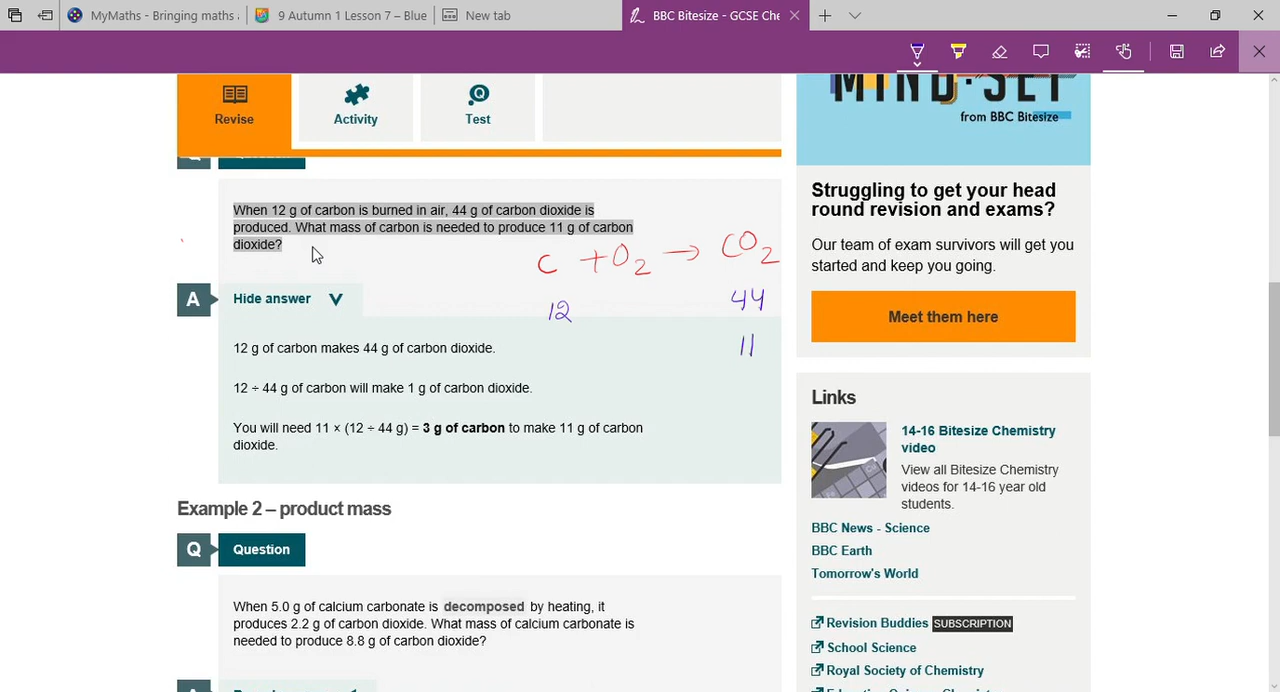 MyMaths - Bringing maths
9 Autumn 1 Lesson 7 – Blue
New tab
BBC Bitesize - GCSE Che
Revise
Activity
Test
MIND SET
from BBC Bitesize
When 12 g of carbon is burned in air, 44 g of carbon dioxide is
produced. What mass of carbon is needed to produce 11 g of carbon
dioxide?
C + O2 → CO2
12 44
11
A
Hide answer
12 g of carbon makes 44 g of carbon dioxide.
12 ÷ 44 g of carbon will make 1 g of carbon dioxide.
You will need 11 × (12 ÷ 44 g) = 3 g of carbon to make 11 g of carbon
dioxide.
Example 2 – product mass
Q
Question
When 5.0 g of calcium carbonate is decomposed by heating, it
produces 2.2 g of carbon dioxide. What mass of calcium carbonate is
needed to produce 8.8 g of carbon dioxide?
Struggling to get your head
round revision and exams?
Our team of exam survivors will get you
started and keep you going.
Meet them here
Links
14-16 Bitesize Chemistry
video
View all Bitesize Chemistry
videos for 14-16 year old
students.
BBC News - Science
BBC Earth
Tomorrow's World
Revision Buddies SUBSCRIPTION
School Science
Royal Society of Chemistry